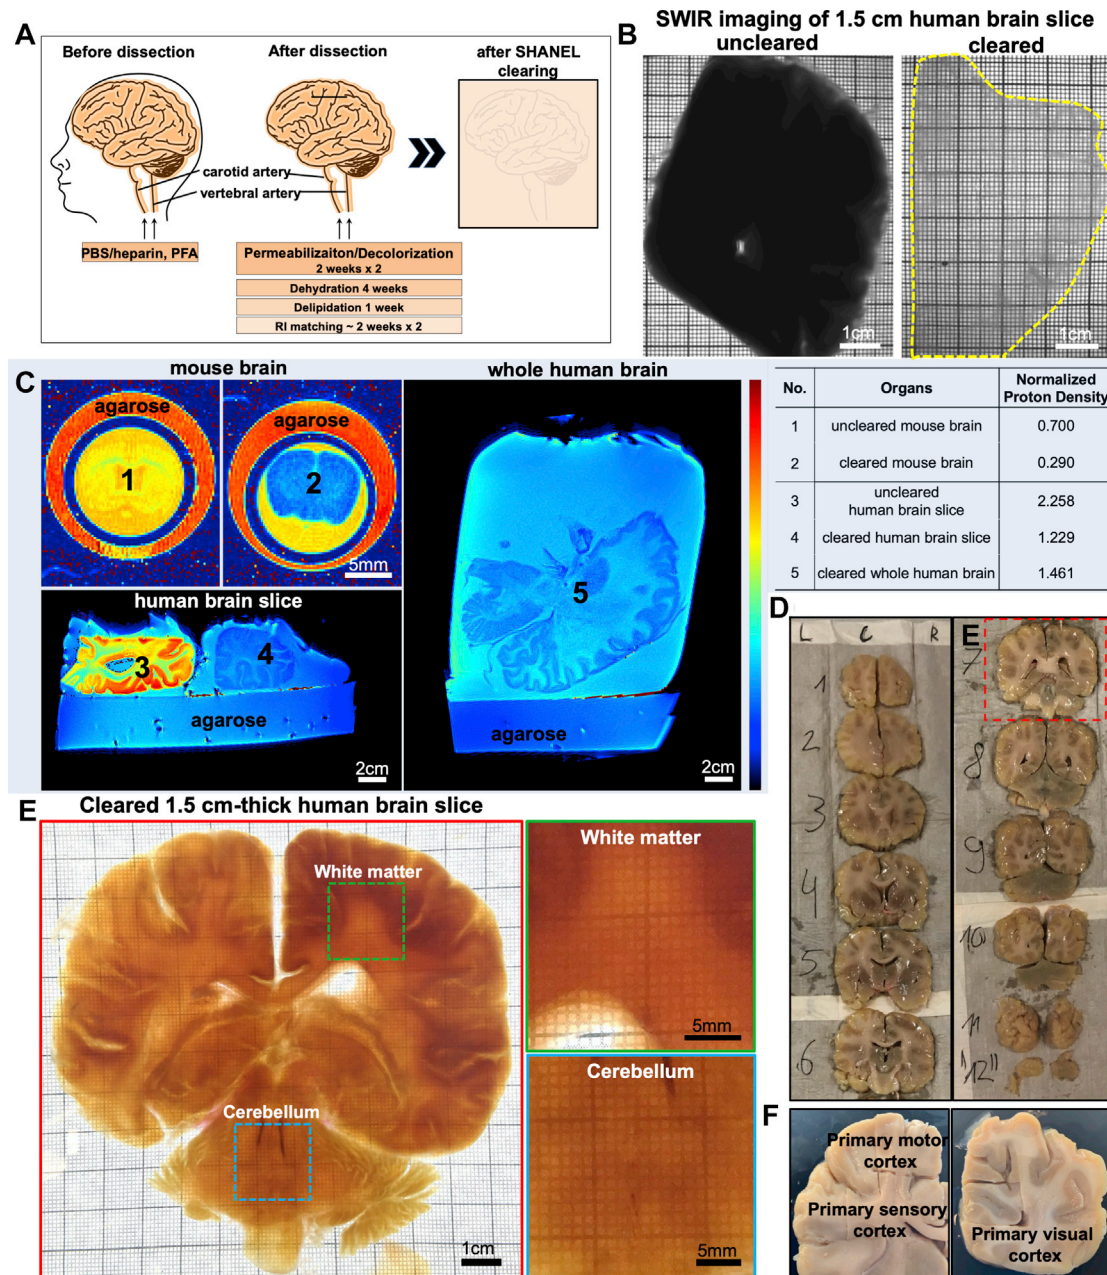 A
Before dissection
After dissection
after SHANEL
clearing
carotid artery
vertebral artery
PBS/heparin, PFA
Permeabilizaiton/Decolorization
2 weeks x 2
Dehydration 4 weeks
Delipidation 1 week
RI matching ~ 2 weeks x 2
SWIR imaging of 1.5 cm human brain slice
B
uncleared
cleared
1cm
1cm
C
mouse brain
whole human brain
agarose
agarose
1
2
5mm
human brain slice
3
4
agarose
2cm
5
agarose
2cm
No.
Organs
Normalized
Proton Density
1
uncleared mouse brain
0.700
2
cleared mouse brain
0.290
3
uncleared
human brain slice
2.258
4
cleared human brain slice
1.229
5
cleared whole human brain
1.461
D
L
C
R
1
2
3
4
5
6
E
7
8
9
10
11
"12"
E
Cleared 1.5 cm-thick human brain slice
White matter
Cerebellum
1cm
White matter
5mm
Cerebellum
5mm
F
Primary motor
cortex
Primary sensory
cortex
Primary visual
cortex